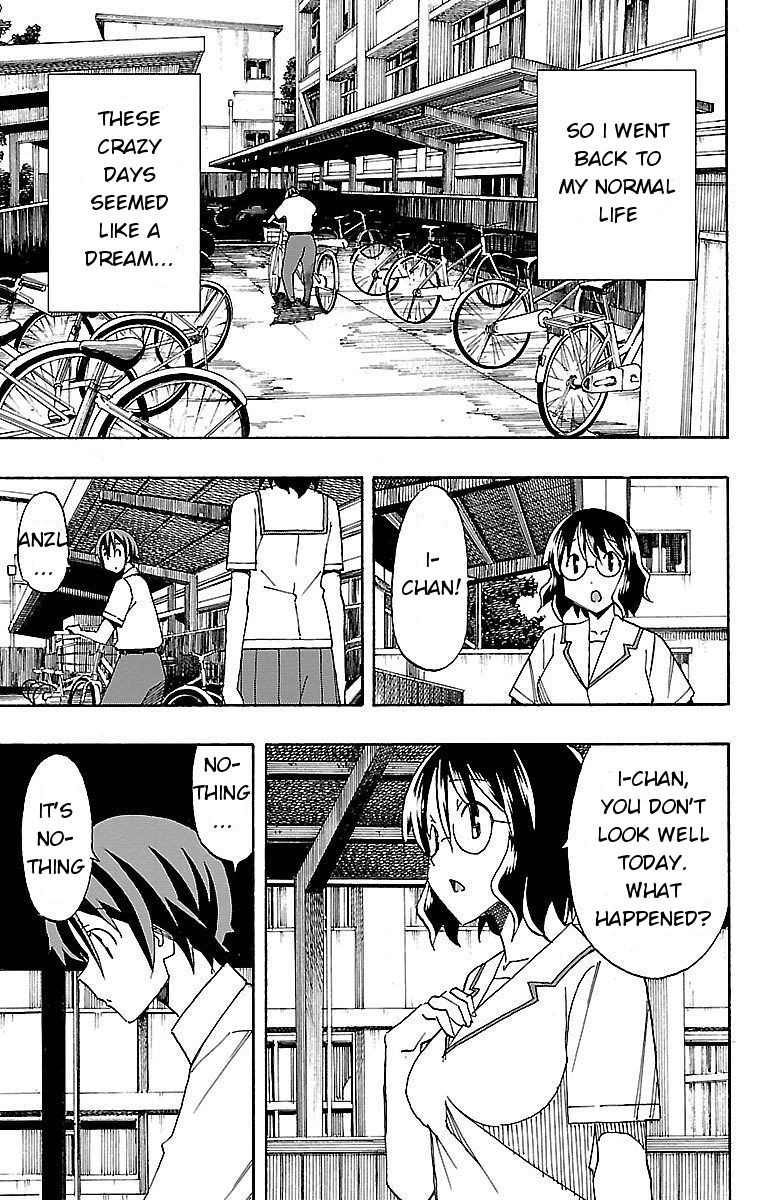 SO I WENT
BACK TO
MY NORMAL
LIFE
THESE
CRAZY
DAYS
SEEMED
LIKE A
DREAM...
I-
CHAN!
ANZU
...
I-CHAN,
YOU DON'T
LOOK WELL
TODAY.
WHAT
HAPPENED?
NO-
THING
...
IT'S
NO-
THING